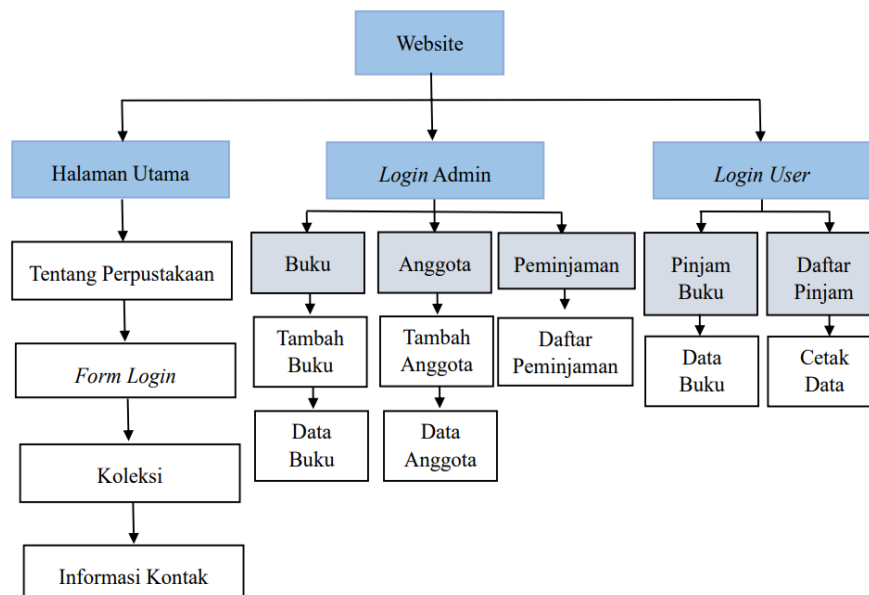 Website
Halaman Utama
Login Admin
Login User
Tentang Perpustakaan
Form Login
Koleksi
Informasi Kontak
Buku
Tambah
Buku
Data
Buku
Anggota
Tambah
Anggota
Data
Anggota
Peminjaman
Daftar
Peminjaman
Pinjam
Buku
Data
Buku
Daftar
Pinjam
Cetak
Data